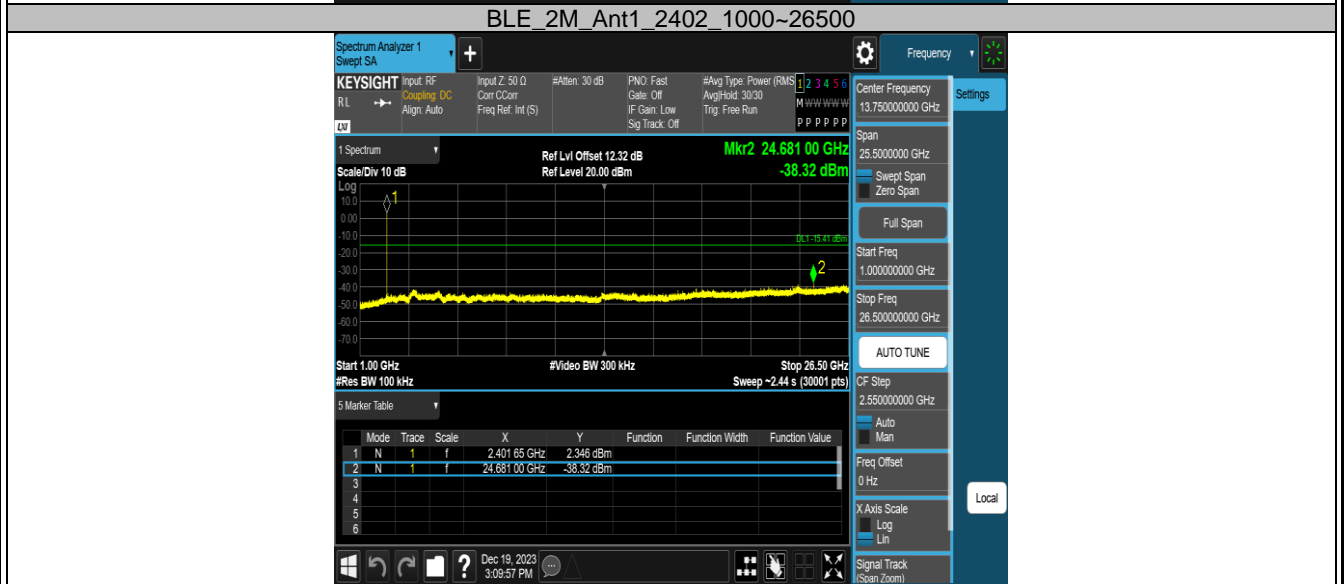 BLE_2M_Ant1_2402_1000~26500
Spectrum Analyzer 1
Swept SA
+
Frequency
KEYSIGHT
RL
LXI
Input: RF
Coupling: DC
Align: Auto
Input Z: 50 Ω
Corr CCorr
Freq Ref: Int (S)
#Atten: 30 dB
PNO: Fast
Gate: Off
IF Gain: Low
Sig Track: Off
#Avg Type: Power (RMS
Avg|Hold: 30/30
Trig: Free Run
1 2 3 4 5 6
M W W W W W
P P P P P P
1 Spectrum
Scale/Div 10 dB
Ref Lvl Offset 12.32 dB
Ref Level 20.00 dBm
Mkr2 24.681 00 GHz
-38.32 dBm
Log
10.0
0.00
-10.0
-20.0
-30.0
-40.0
-50.0
-60.0
-70.0
1
DL1 -15.41 dBm
2
Start 1.00 GHz
#Video BW 300 kHz
Stop 26.50 GHz
#Res BW 100 kHz
Sweep ~2.44 s (30001 pts)
5 Marker Table
Mode Trace Scale X Y Function Function Width Function Value
1 N 1 f 2.401 65 GHz 2.346 dBm
2 N 1 f 24.681 00 GHz -38.32 dBm
3
4
5
6
Dec 19, 2023
3:09:57 PM
?
Center Frequency
13.750000000 GHz
Settings
Span
25.5000000 GHz
Swept Span
Zero Span
Full Span
Start Freq
1.000000000 GHz
Stop Freq
26.500000000 GHz
AUTO TUNE
CF Step
2.550000000 GHz
Auto
Man
Freq Offset
0 Hz
Local
X Axis Scale
Log
Lin
Signal Track
(Span Zoom)